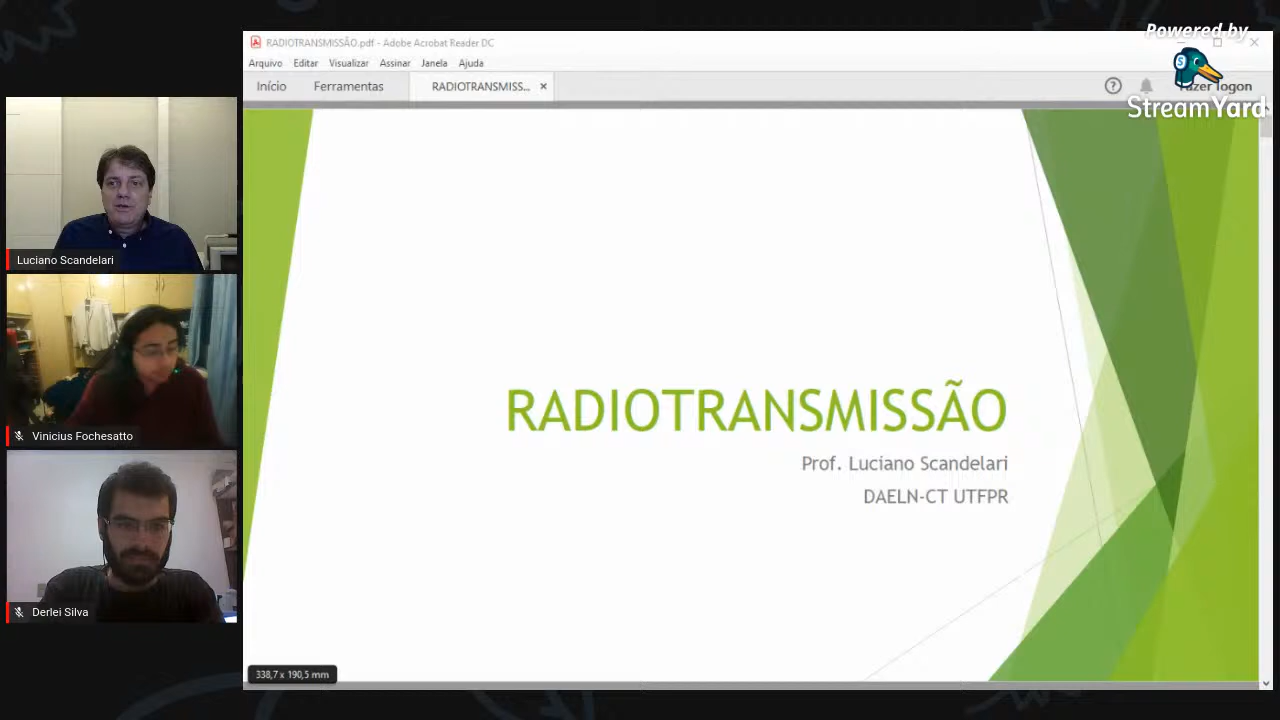 Powered by
StreamYard
RADIOTRANSMISSÃO.pdf - Adobe Acrobat Reader DC
Arquivo Editar Visualizar Assinar Janela Ajuda
Início Ferramentas RADIOTRANSMISS... × ? Fazer logon
RADIOTRANSMISSÃO
Prof. Luciano Scandelari
DAELN-CT UTFPR
338,7 x 190,5 mm
Luciano Scandelari
Vinicius Fochesatto
Derlei Silva